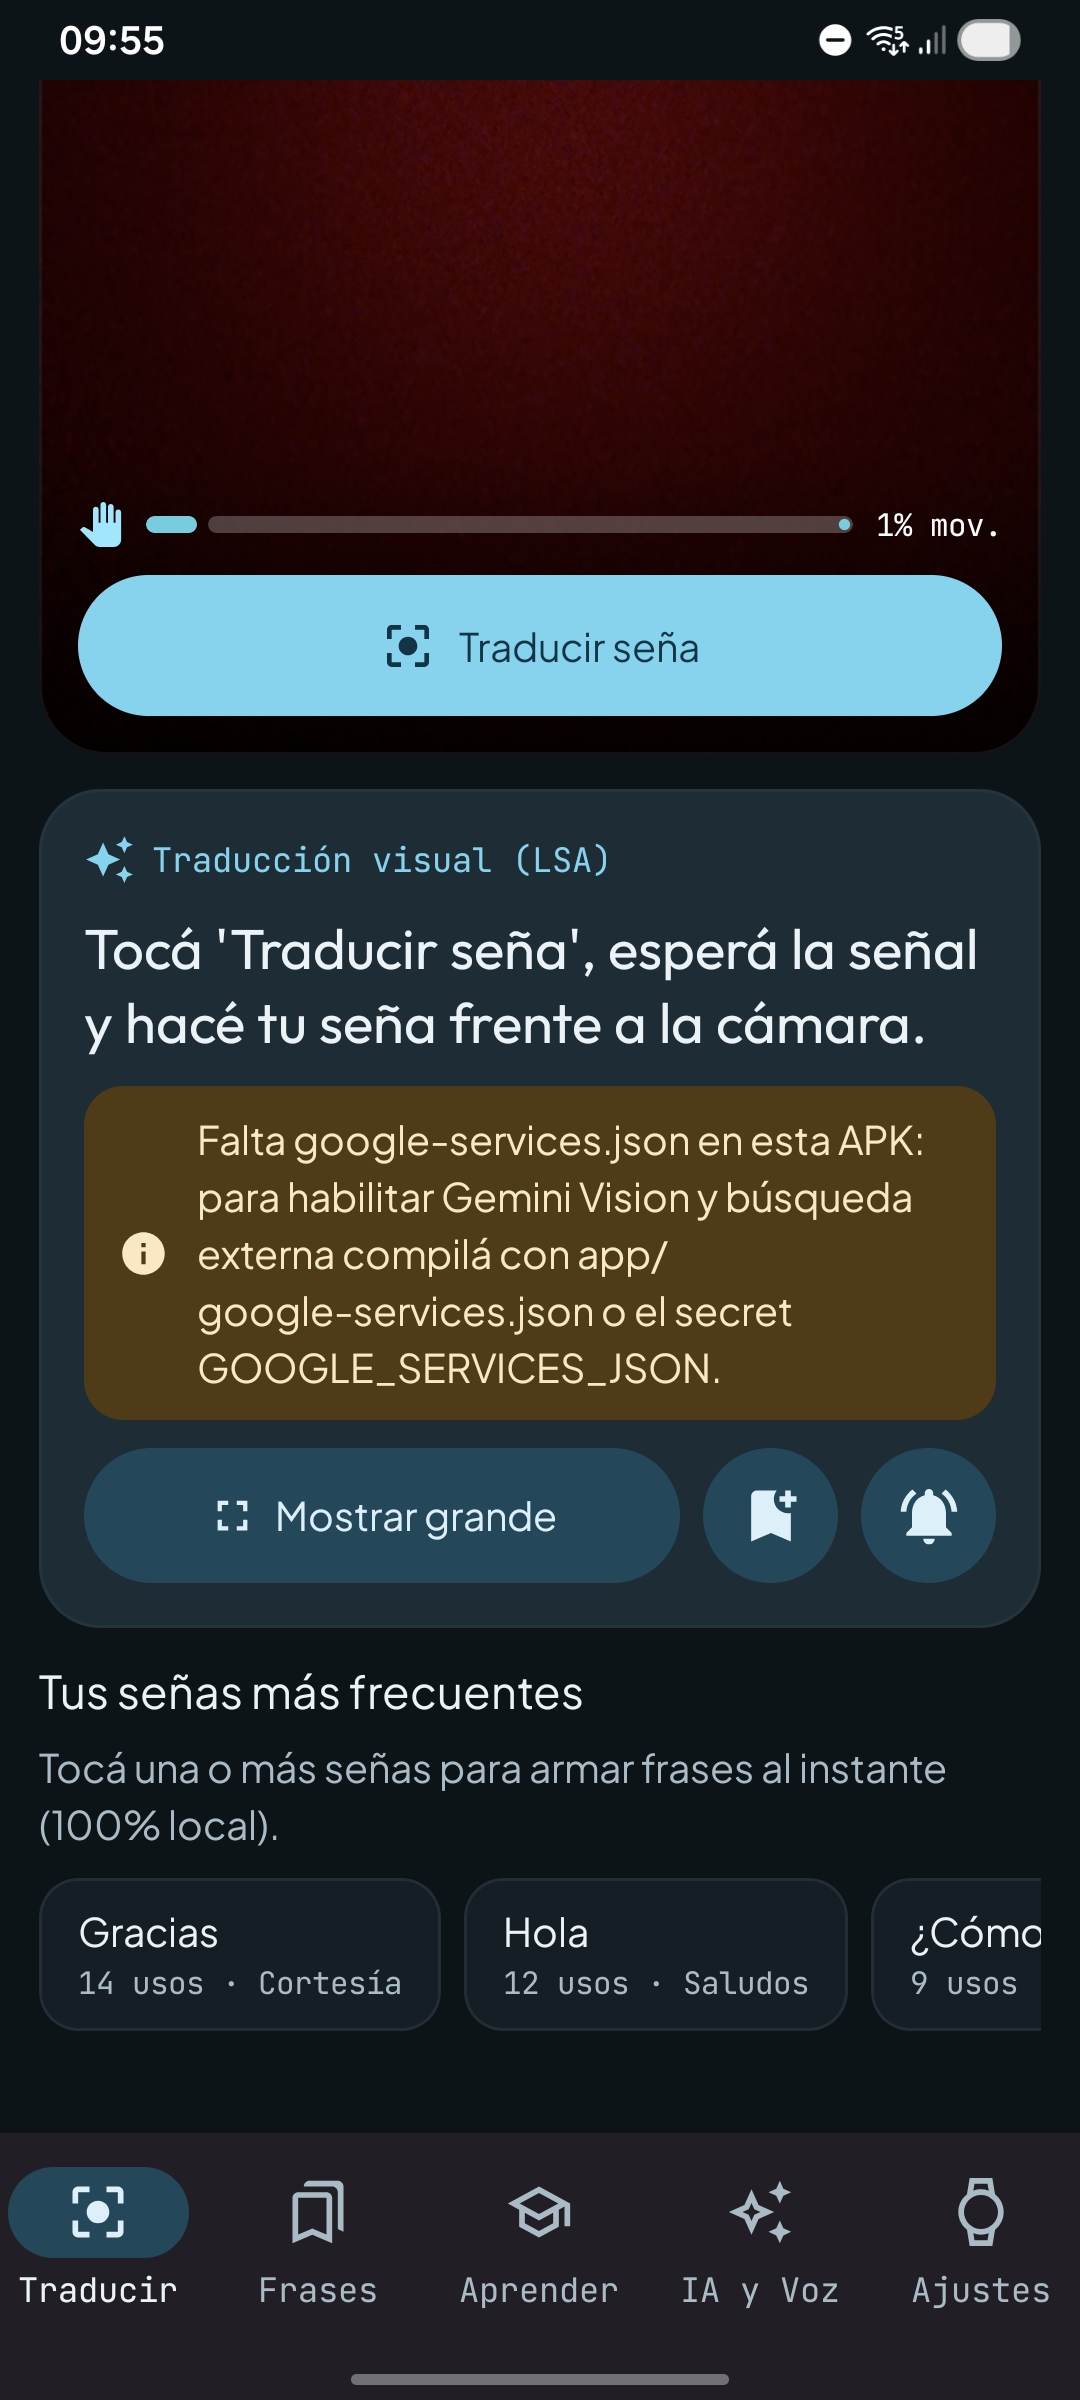 09:55
5
1% mov.
Traducir seña
Traducción visual (LSA)
Tocá 'Traducir seña', esperá la señal
y hacé tu seña frente a la cámara.
Falta google-services.json en esta APK:
para habilitar Gemini Vision y búsqueda
externa compilá con app/
google-services.json o el secret
GOOGLE_SERVICES_JSON.
Mostrar grande
Tus señas más frecuentes
Tocá una o más señas para armar frases al instante
(100% local).
Gracias
14 usos · Cortesía
Hola
12 usos · Saludos
¿Cómo
9 usos
Traducir
Frases
Aprender
IA y Voz
Ajustes